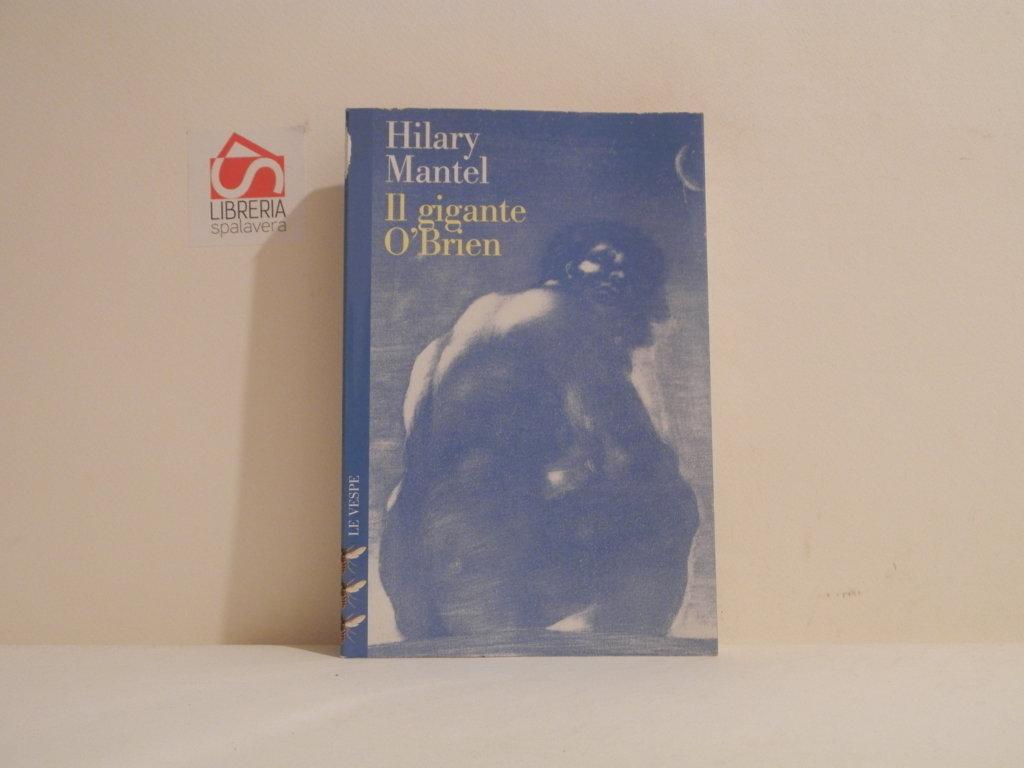 Hilary
Mantel
Il gigante
O'Brien
LE VESPE
LIBRERIA
spalavera